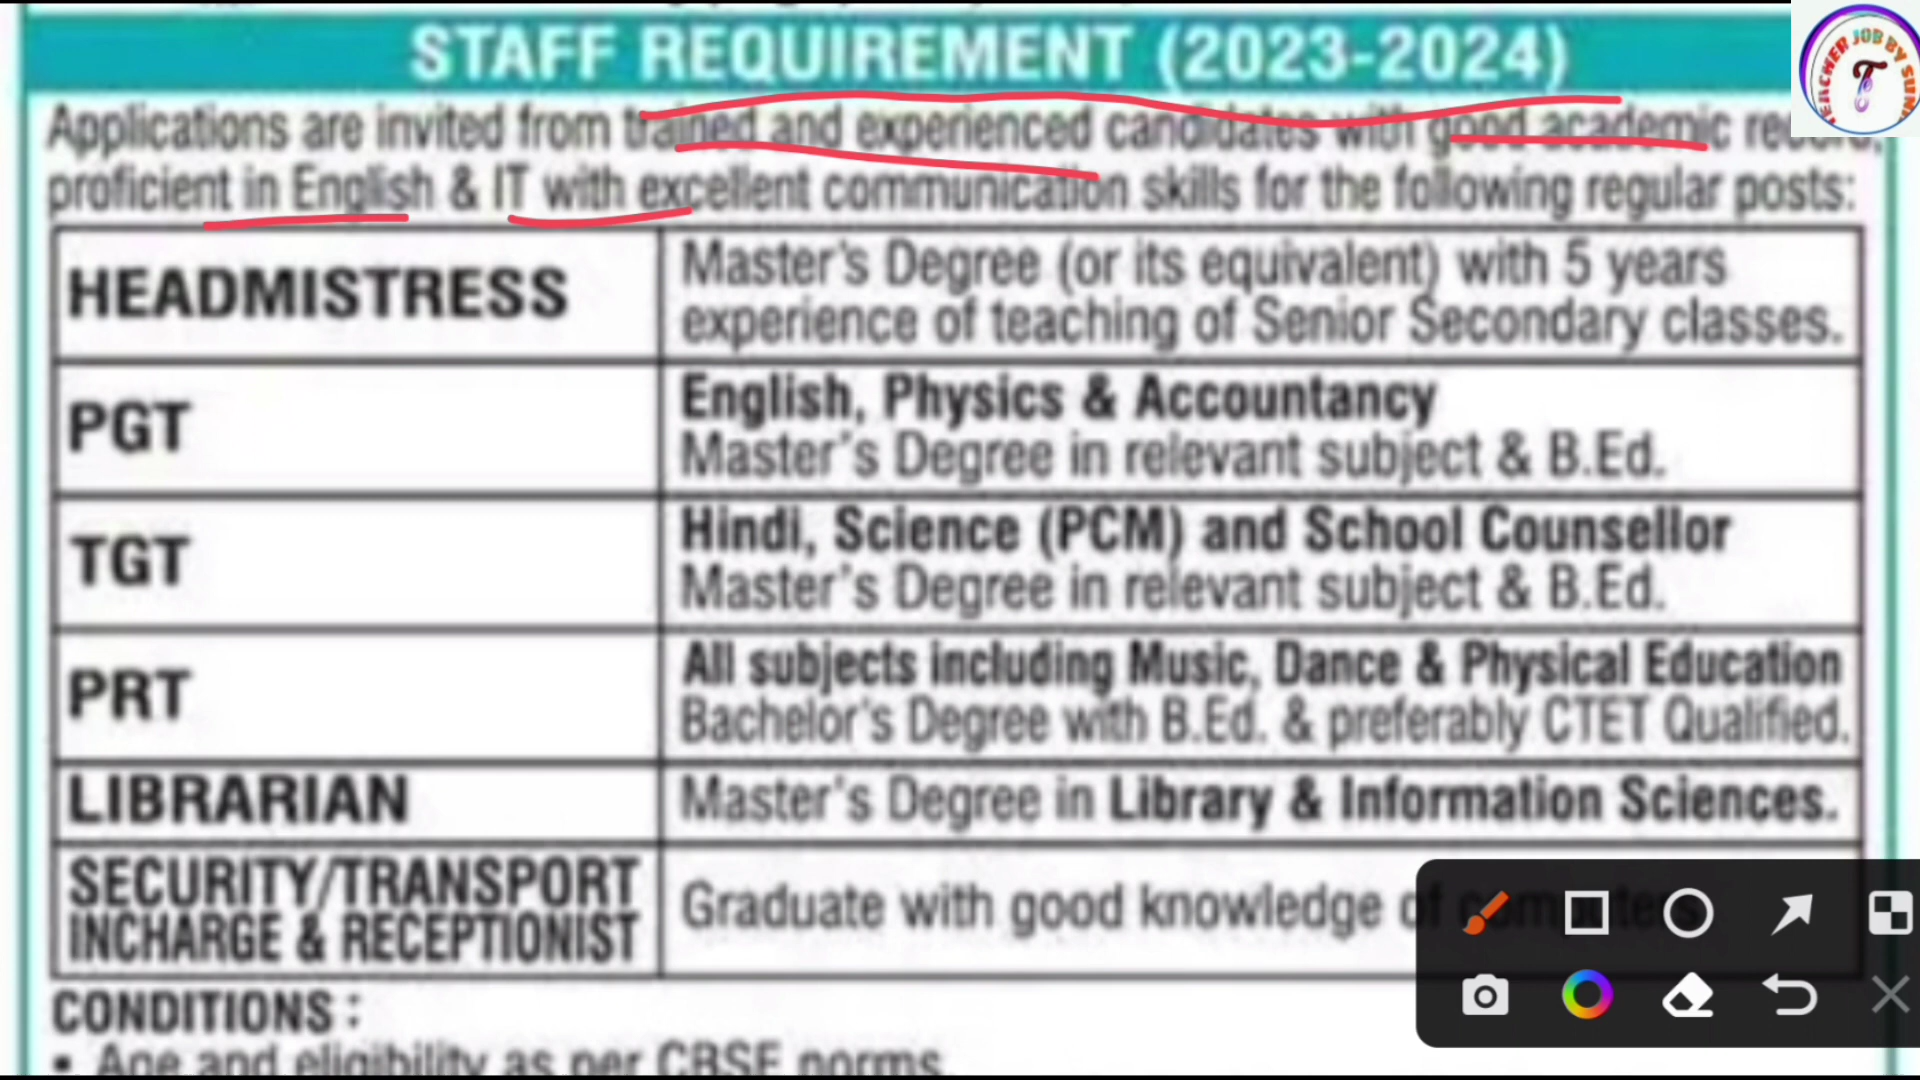 STAFF REQUIREMENT (2023-2024)
TEACHER JOB BY
Applications are invited from trained and experienced candidates with good academic record,
proficient in English & IT with excellent communication skills for the following regular posts:
HEADMISTRESS
Master's Degree (or its equivalent) with 5 years
experience of teaching of Senior Secondary classes.
PGT
English, Physics & Accountancy
Master's Degree in relevant subject & B.Ed.
TGT
Hindi, Science (PCM) and School Counsellor
Master's Degree in relevant subject & B.Ed.
PRT
All subjects including Music, Dance & Physical Education
Bachelor's Degree with B.Ed. & preferably CTET Qualified.
LIBRARIAN
Master's Degree in Library & Information Sciences.
SECURITY/TRANSPORT
INCHARGE & RECEPTIONIST
Graduate with good knowledge of computers
CONDITIONS :
• Age and eligibility as per CBSE norms.